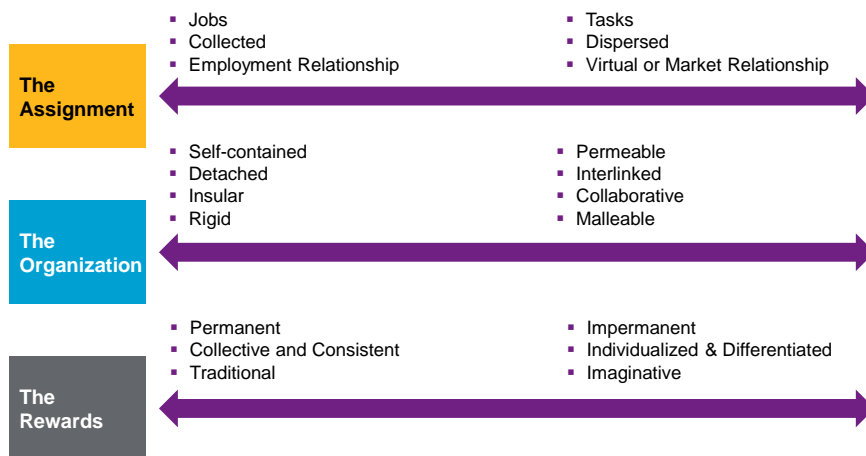 ▪ Jobs
▪ Collected
▪ Employment Relationship
▪ Tasks
▪ Dispersed
▪ Virtual or Market Relationship
The
Assignment
▪ Self-contained
▪ Detached
▪ Insular
▪ Rigid
▪ Permeable
▪ Interlinked
▪ Collaborative
▪ Malleable
The
Organization
▪ Permanent
▪ Collective and Consistent
▪ Traditional
▪ Impermanent
▪ Individualized & Differentiated
▪ Imaginative
The
Rewards